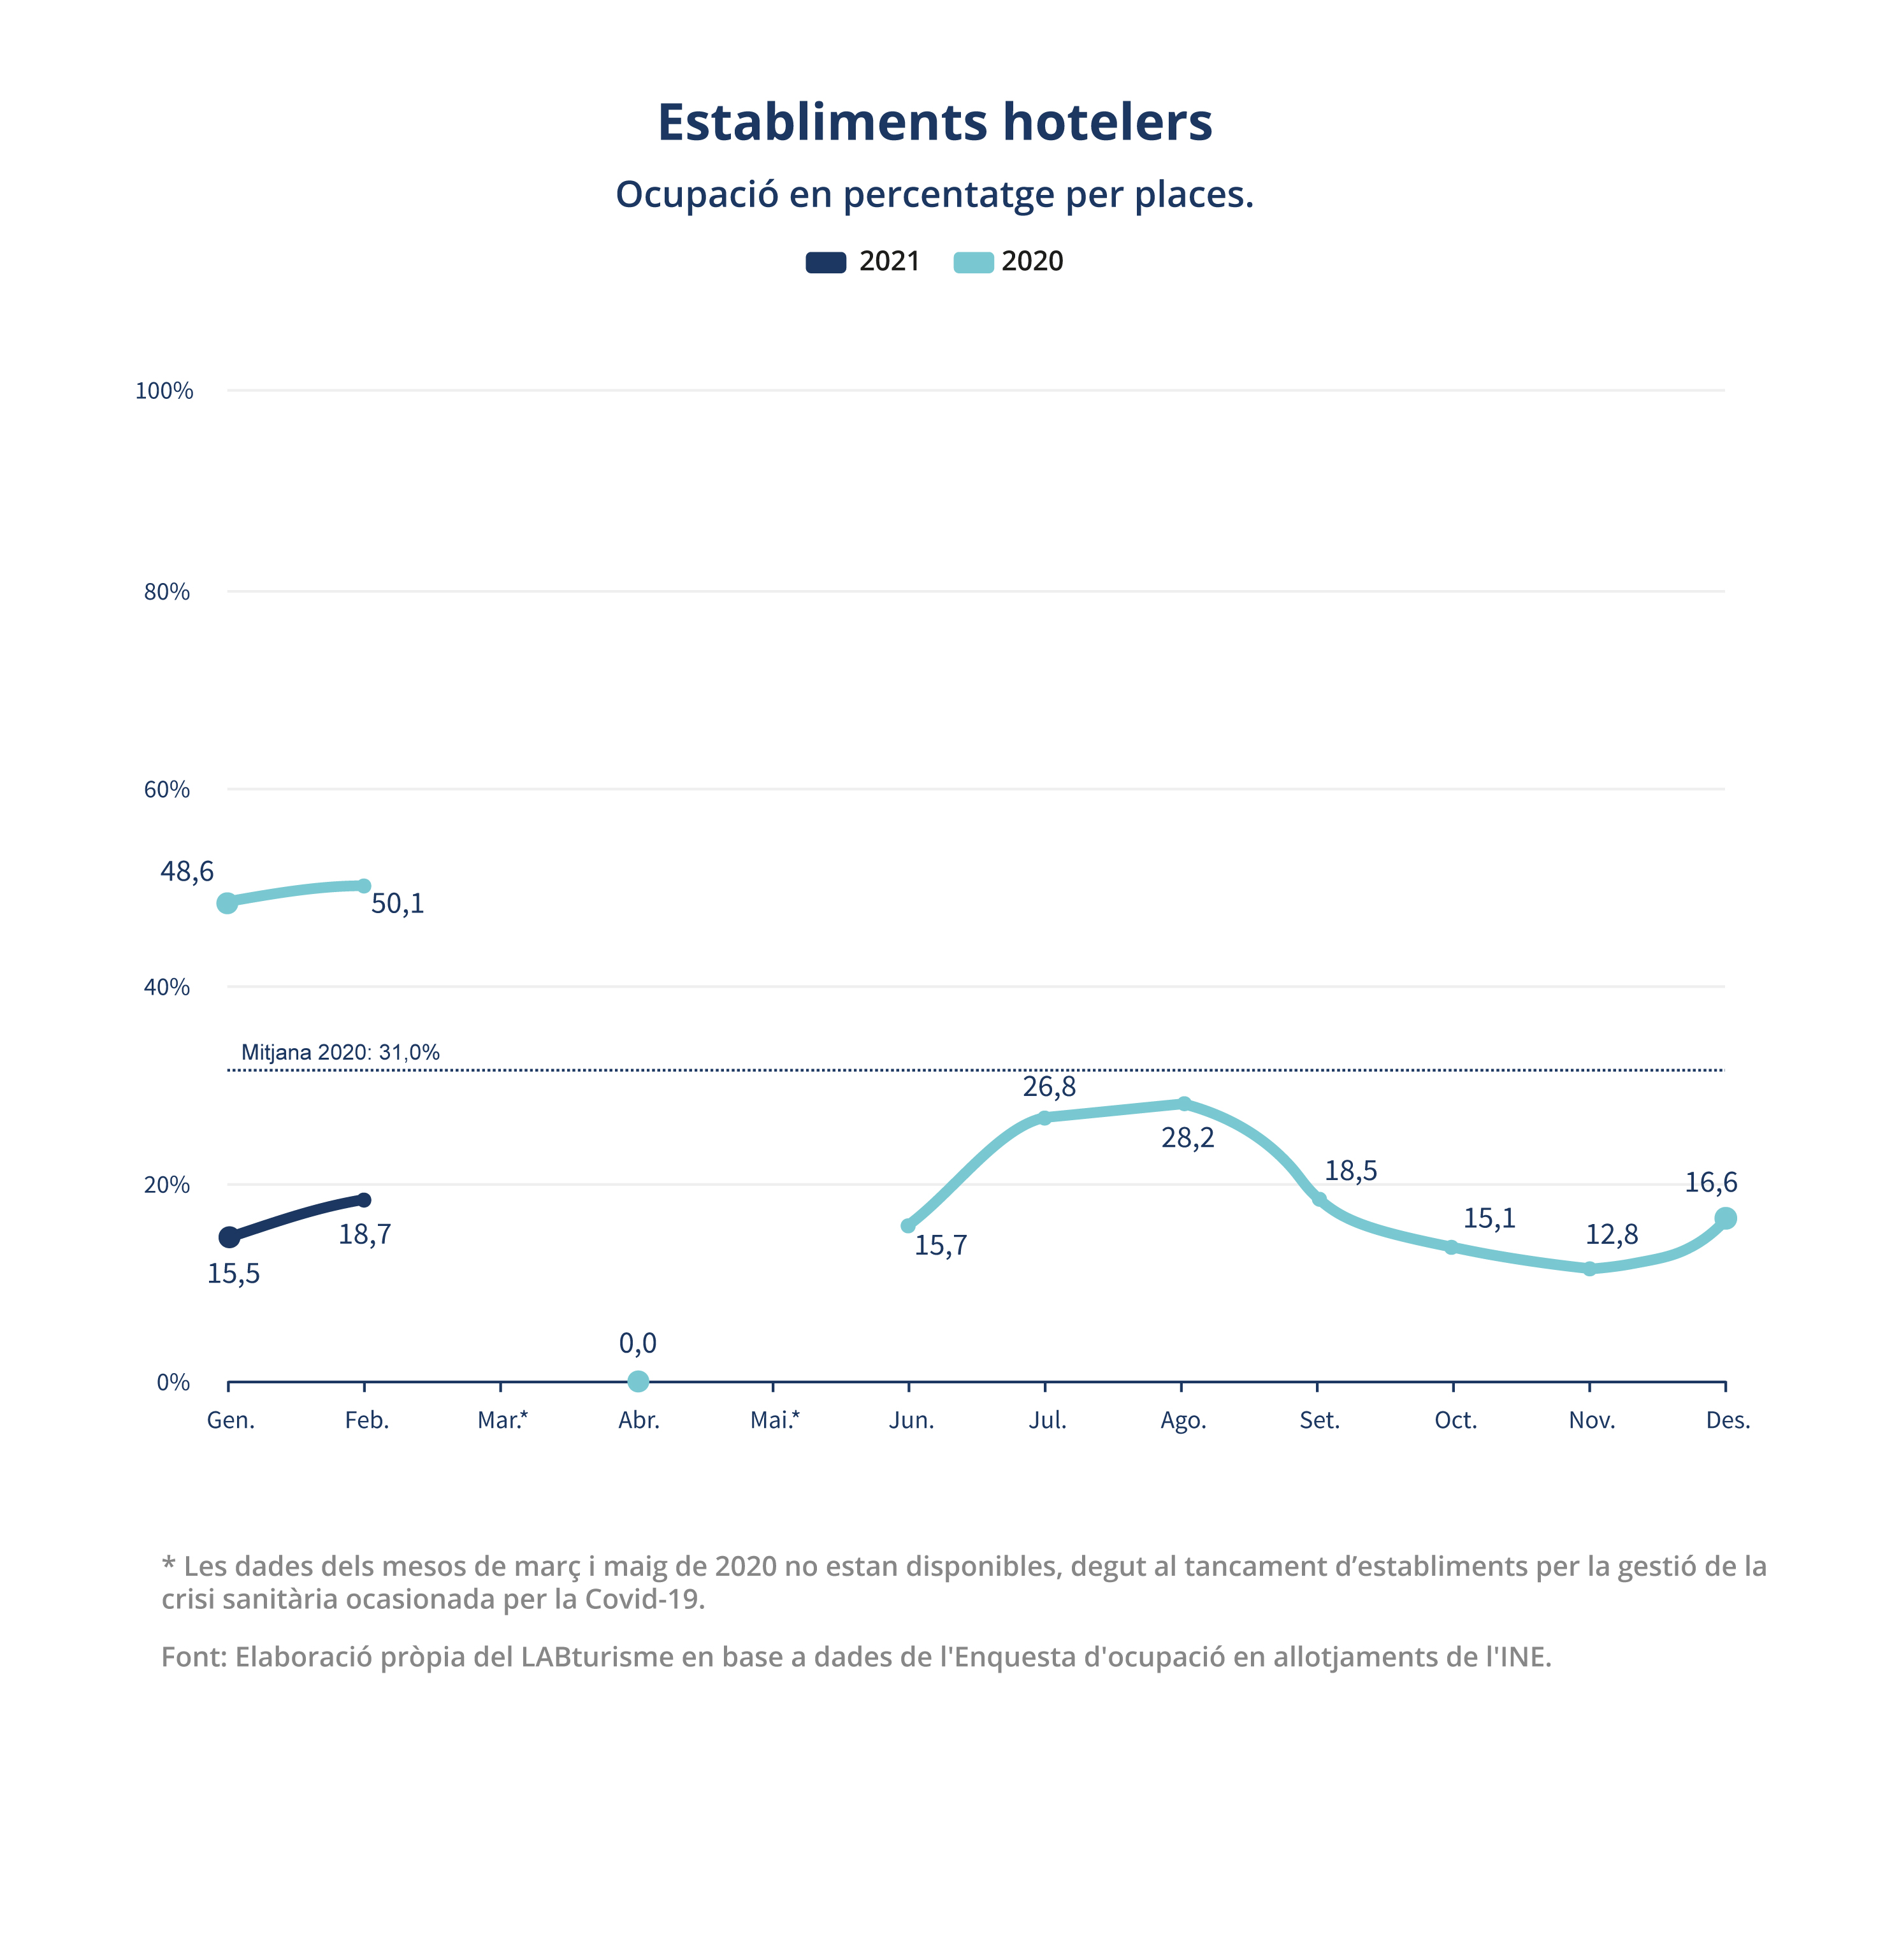 Establiments hotelers
Ocupació en percentatge per places.
2021 2020
100%
80%
60%
48,6
50,1
40%
Mitjana 2020: 31,0%
26,8
28,2
18,5
20%
16,6
15,1
12,8
18,7
15,7
15,5
0,0
0%
Gen. Feb. Mar.* Abr. Mai.* Jun. Jul. Ago. Set. Oct. Nov. Des.
* Les dades dels mesos de març i maig de 2020 no estan disponibles, degut al tancament d’establiments per la gestió de la
crisi sanitària ocasionada per la Covid-19.
Font: Elaboració pròpia del LABturisme en base a dades de l'Enquesta d'ocupació en allotjaments de l'INE.